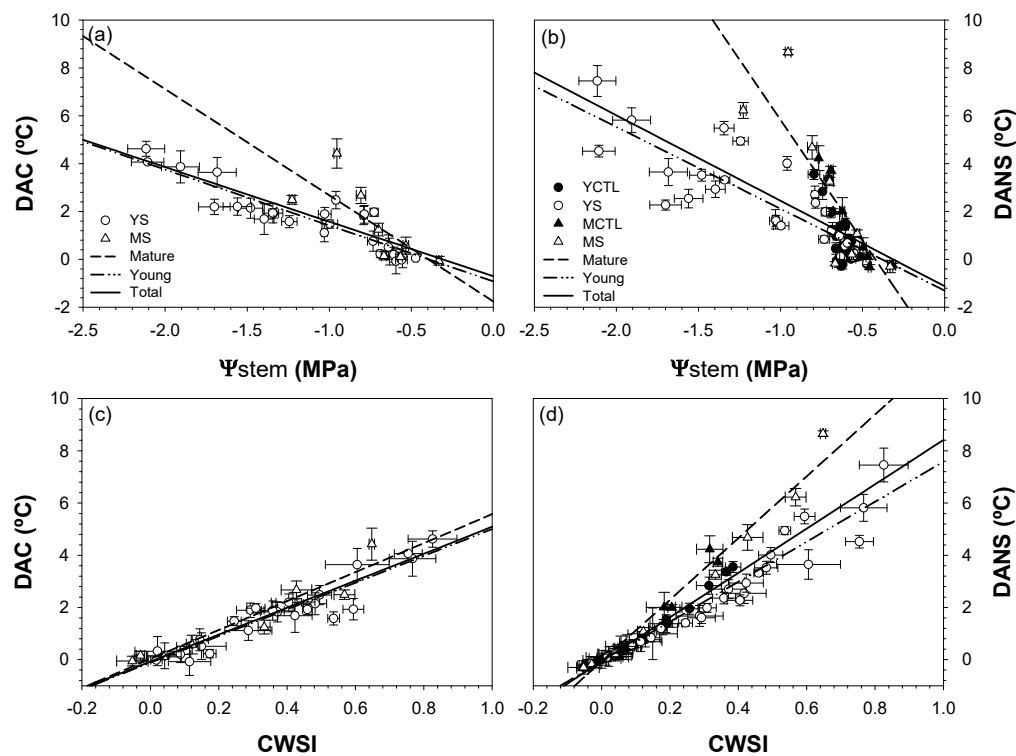 (a)
10
8
6
4
2
0
-2
DAC (ºC)
YS
MS
Mature
Young
Total
-2.5 -2.0 -1.5 -1.0 -0.5 0.0
Ψstem (MPa)
(b)
10
8
6
4
2
0
-2
DANS (ºC)
YCTL
YS
MCTL
MS
Mature
Young
Total
-2.5 -2.0 -1.5 -1.0 -0.5 0.0
Ψstem (MPa)
(c)
10
8
6
4
2
0
DAC (ºC)
-0.2 0.0 0.2 0.4 0.6 0.8 1.0
CWSI
(d)
10
8
6
4
2
0
DANS (ºC)
-0.2 0.0 0.2 0.4 0.6 0.8 1.0
CWSI